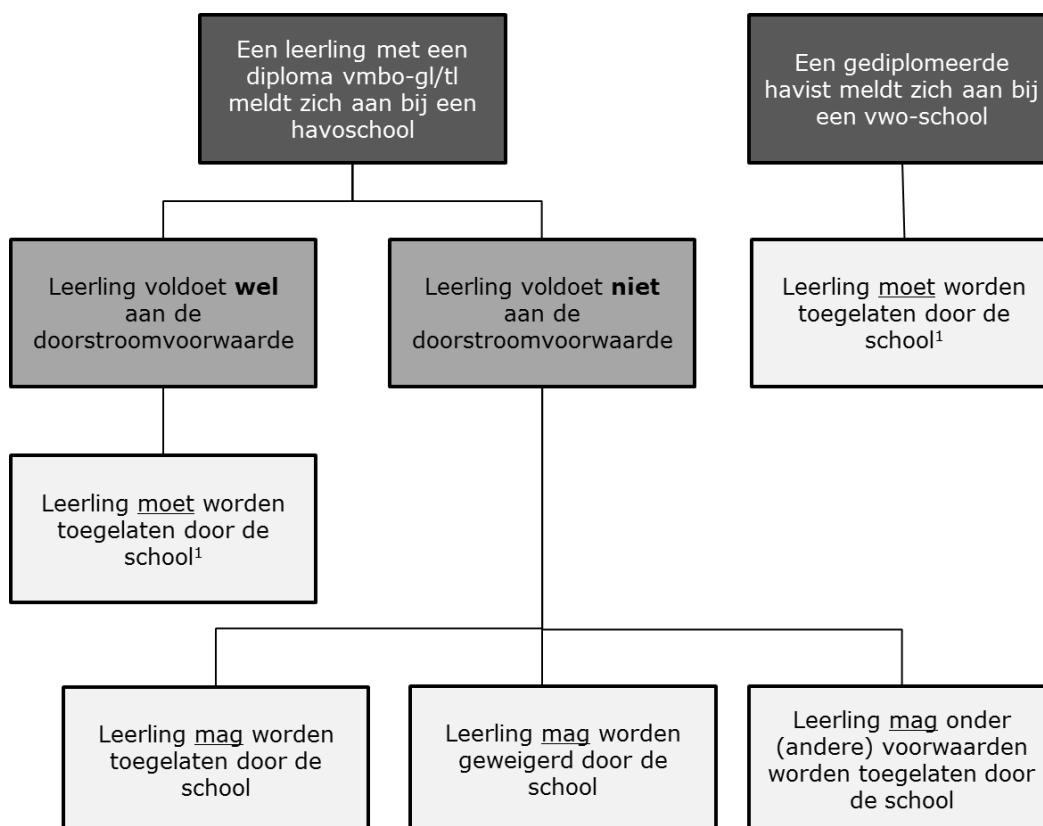 Een leerling met een
diploma vmbo-gl/tl
meldt zich aan bij een
havoschool
Een gediplomeerde
havist meldt zich aan bij
een vwo-school
Leerling voldoet wel
aan de
doorstroomvoorwaarde
Leerling voldoet niet
aan de
doorstroomvoorwaarde
Leerling moet worden
toegelaten door de
school¹
Leerling moet worden
toegelaten door de
school¹
Leerling mag worden
toegelaten door de
school
Leerling mag worden
geweigerd door de
school
Leerling mag onder
(andere) voorwaarden
worden toegelaten door
de school